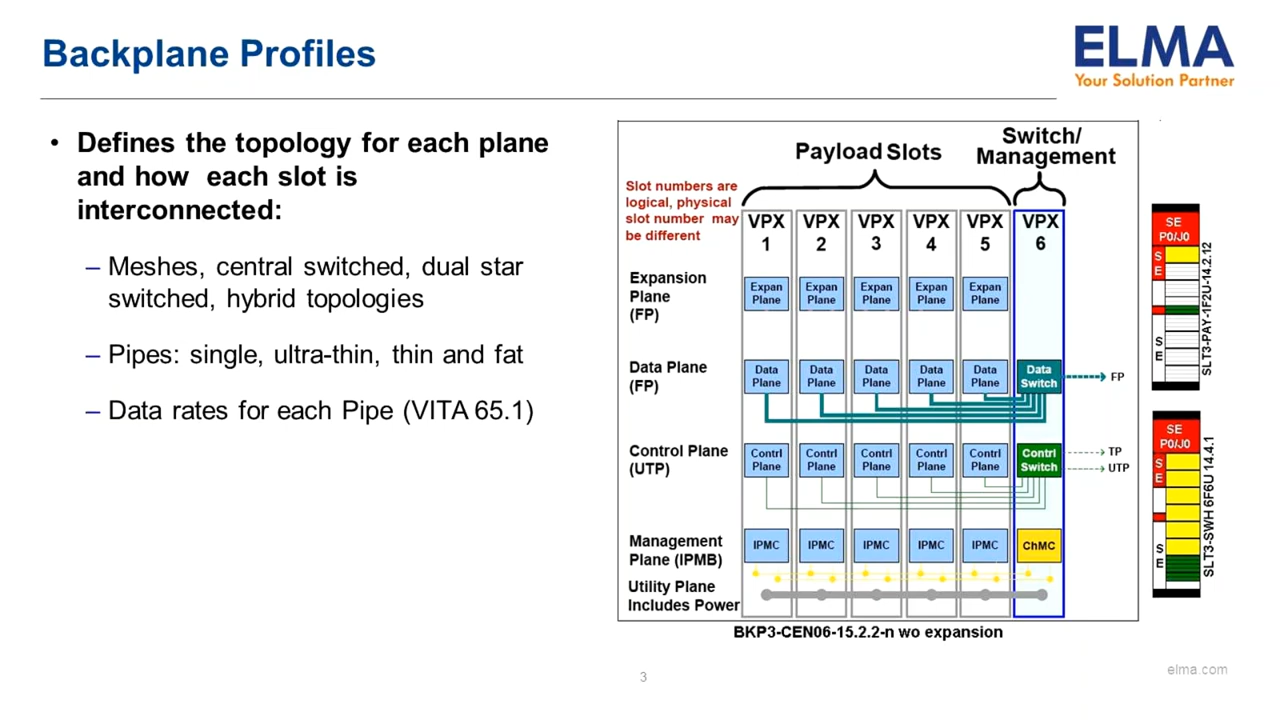 Backplane Profiles
ELMA
Your Solution Partner
• Defines the topology for each plane
and how each slot is
interconnected:
– Meshes, central switched, dual star
switched, hybrid topologies
– Pipes: single, ultra-thin, thin and fat
– Data rates for each Pipe (VITA 65.1)
Payload Slots
Switch/
Management
Slot numbers are
logical, physical
slot number may
be different
VPX VPX VPX VPX VPX VPX
1 2 3 4 5 6
Expansion
Plane
(FP)
Expan Expan Expan Expan Expan
Plane Plane Plane Plane Plane
Data Plane
(FP)
Data Data Data Data Data Data
Plane Plane Plane Plane Plane Switch
FP
Control Plane
(UTP)
Contrl Contrl Contrl Contrl Contrl Contrl
Plane Plane Plane Plane Plane Switch
TP
UTP
Management
Plane (IPMB)
IPMC IPMC IPMC IPMC IPMC ChMC
Utility Plane
Includes Power
BKP3-CEN06-15.2.2-n wo expansion
SE
P0/J0
S
E
S
E
SLT3-PAY-1F2U-14.2.12
SE
P0/J0
S
E
S
E
SLT3-SWH 6F6U 14.4.1
3
elma.com